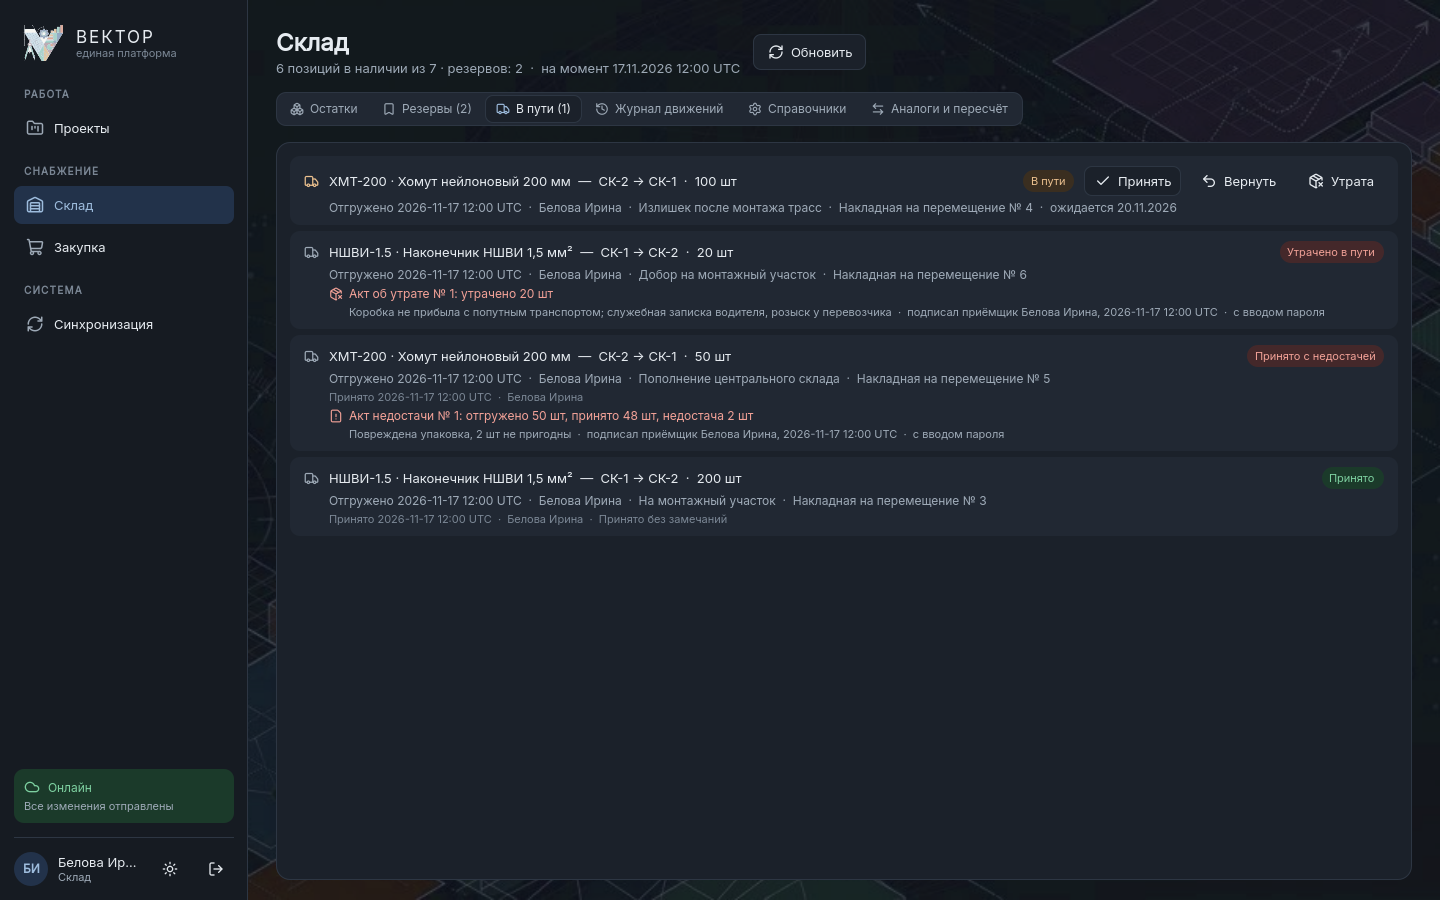 ВЕКТОР
единая платформа
РАБОТА
Проекты
СНАБЖЕНИЕ
Склад
Закупка
СИСТЕМА
Синхронизация
Онлайн
Все изменения отправлены
БИ
Белова Ир...
Склад
Склад
6 позиций в наличии из 7 · резервов: 2 · на момент 17.11.2026 12:00 UTC
Обновить
Остатки
Резервы (2)
В пути (1)
Журнал движений
Справочники
Аналоги и пересчёт
ХМТ-200 · Хомут нейлоновый 200 мм — СК-2 → СК-1 · 100 шт
В пути
Принять
Вернуть
Утрата
Отгружено 2026-11-17 12:00 UTC · Белова Ирина · Излишек после монтажа трасс · Накладная на перемещение № 4 · ожидается 20.11.2026
НШВИ-1.5 · Наконечник НШВИ 1,5 мм² — СК-1 → СК-2 · 20 шт
Утрачено в пути
Отгружено 2026-11-17 12:00 UTC · Белова Ирина · Добор на монтажный участок · Накладная на перемещение № 6
Акт об утрате № 1: утрачено 20 шт
Коробка не прибыла с попутным транспортом; служебная записка водителя, розыск у перевозчика · подписал приёмщик Белова Ирина, 2026-11-17 12:00 UTC · с вводом пароля
ХМТ-200 · Хомут нейлоновый 200 мм — СК-2 → СК-1 · 50 шт
Принято с недостачей
Отгружено 2026-11-17 12:00 UTC · Белова Ирина · Пополнение центрального склада · Накладная на перемещение № 5
Принято 2026-11-17 12:00 UTC · Белова Ирина
Акт недостачи № 1: отгружено 50 шт, принято 48 шт, недостача 2 шт
Повреждена упаковка, 2 шт не пригодны · подписал приёмщик Белова Ирина, 2026-11-17 12:00 UTC · с вводом пароля
НШВИ-1.5 · Наконечник НШВИ 1,5 мм² — СК-1 → СК-2 · 200 шт
Принято
Отгружено 2026-11-17 12:00 UTC · Белова Ирина · На монтажный участок · Накладная на перемещение № 3
Принято 2026-11-17 12:00 UTC · Белова Ирина · Принято без замечаний